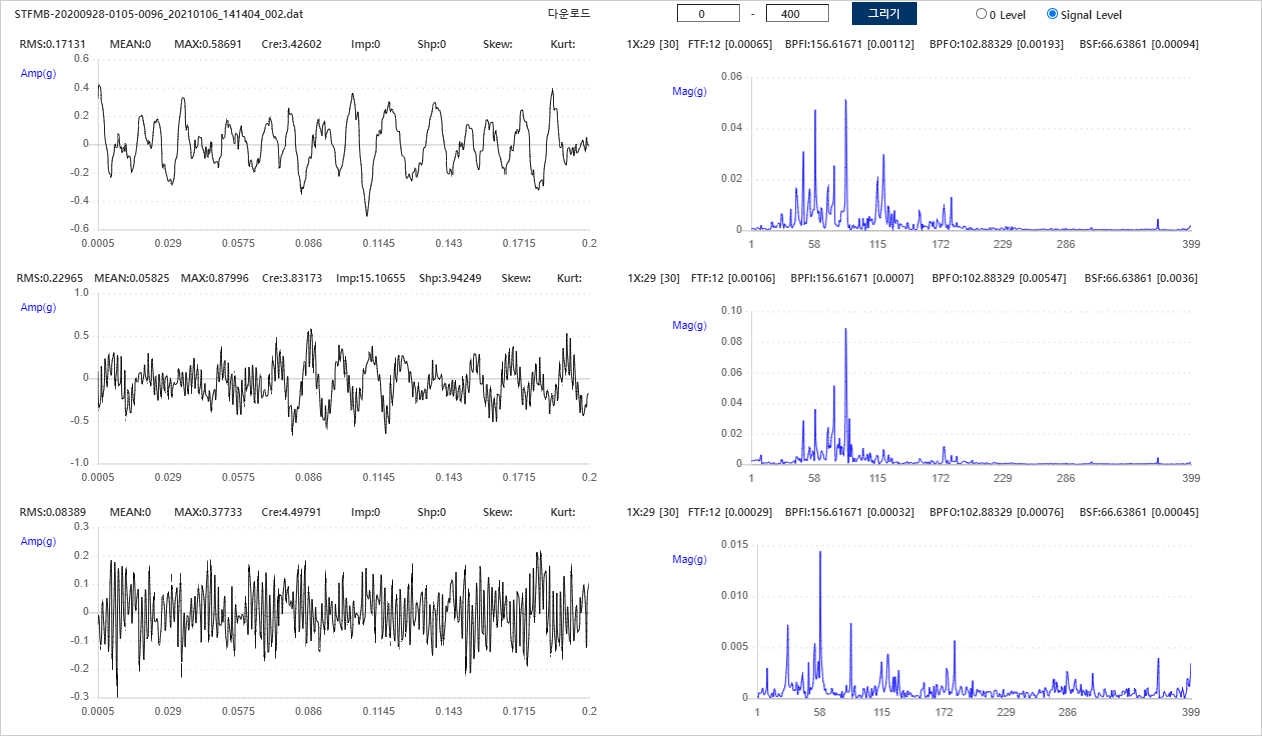 STFMB-20200928-0105-0096_20210106_141404_002.dat 다운로드 0 - 400 그리기 0 Level Signal Level
RMS:0.17131 MEAN:0 MAX:0.58691 Cre:3.42602 Imp:0 Shp:0 Skew: Kurt:
Amp(g)
0.6
0.4
0.2
0
-0.2
-0.4
-0.6
0.0005 0.029 0.0575 0.086 0.1145 0.143 0.1715 0.2
1X:29 [30] FTF:12 [0.00065] BPFI:156.61671 [0.00112] BPFO:102.88329 [0.00193] BSF:66.63861 [0.00094]
Mag(g)
0.06
0.04
0.02
0
1 58 115 172 229 286 399
RMS:0.22965 MEAN:0.05825 MAX:0.87996 Cre:3.83173 Imp:15.10655 Shp:3.94249 Skew: Kurt:
Amp(g)
1.0
0.5
0
-0.5
-1.0
0.0005 0.029 0.0575 0.086 0.1145 0.143 0.1715 0.2
1X:29 [30] FTF:12 [0.00106] BPFI:156.61671 [0.0007] BPFO:102.88329 [0.00547] BSF:66.63861 [0.0036]
Mag(g)
0.10
0.08
0.06
0.04
0.02
0
1 58 115 172 229 286 399
RMS:0.08389 MEAN:0 MAX:0.37733 Cre:4.49791 Imp:0 Shp:0 Skew: Kurt:
Amp(g)
0.3
0.2
0.1
0
-0.1
-0.2
-0.3
0.0005 0.029 0.0575 0.086 0.1145 0.143 0.1715 0.2
1X:29 [30] FTF:12 [0.00029] BPFI:156.61671 [0.00032] BPFO:102.88329 [0.00076] BSF:66.63861 [0.00045]
Mag(g)
0.015
0.010
0.005
0
1 58 115 172 229 286 399